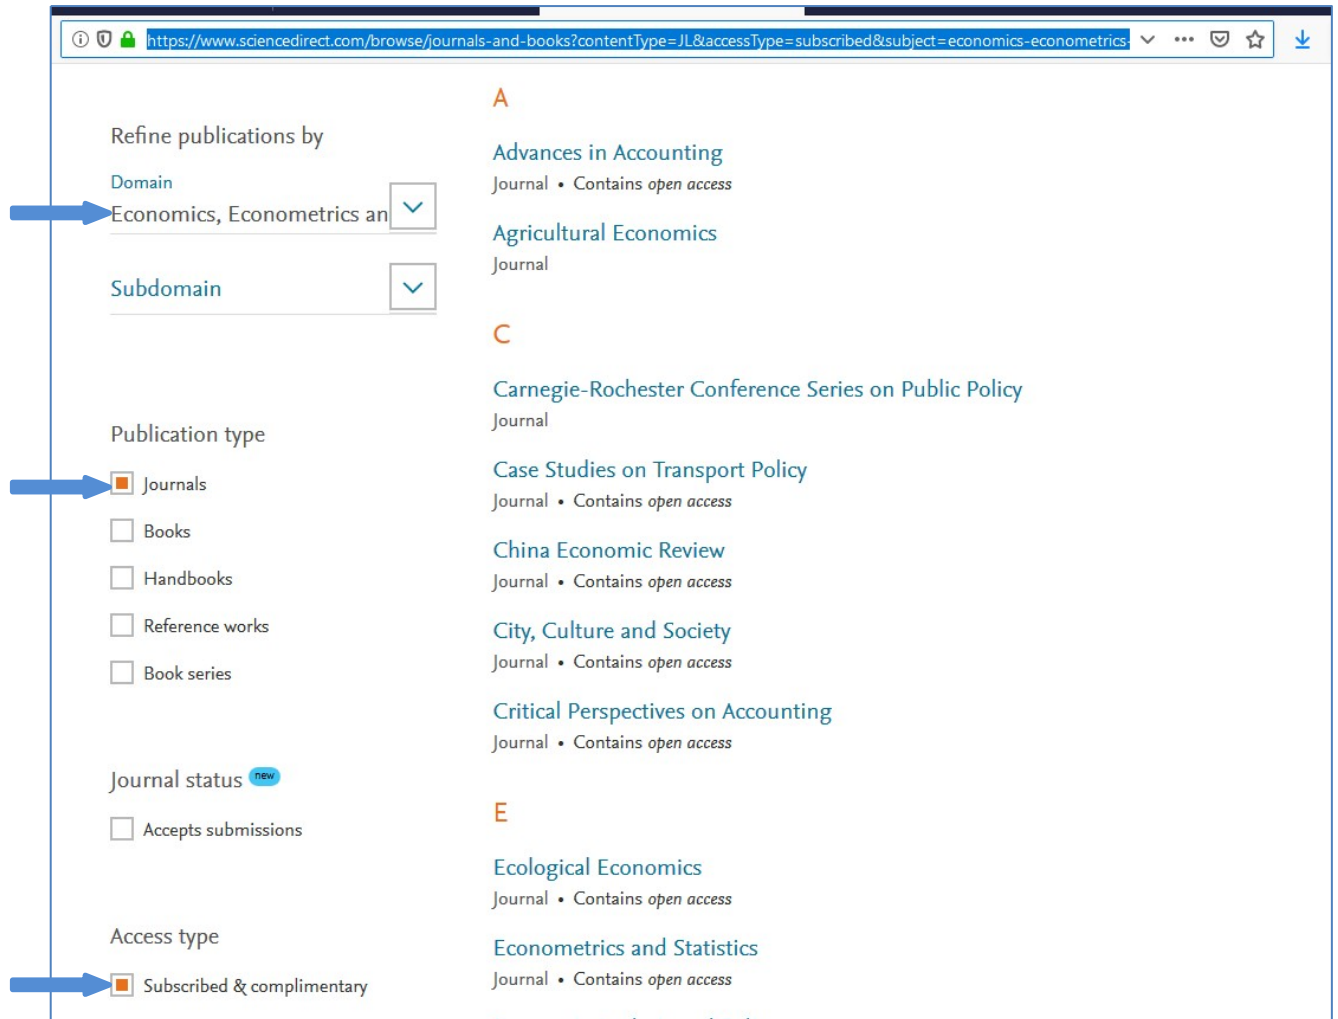 https://www.sciencedirect.com/browse/journals-and-books?contentType=JL&accessType=subscribed&subject=economics-econometrics-
Refine publications by
Domain
Economics, Econometrics an
Subdomain
Publication type
Journals
Books
Handbooks
Reference works
Book series
Journal status new
Accepts submissions
Access type
Subscribed & complimentary
A
Advances in Accounting
Journal • Contains open access
Agricultural Economics
Journal
C
Carnegie-Rochester Conference Series on Public Policy
Journal
Case Studies on Transport Policy
Journal • Contains open access
China Economic Review
Journal • Contains open access
City, Culture and Society
Journal • Contains open access
Critical Perspectives on Accounting
Journal • Contains open access
E
Ecological Economics
Journal • Contains open access
Econometrics and Statistics
Journal • Contains open access